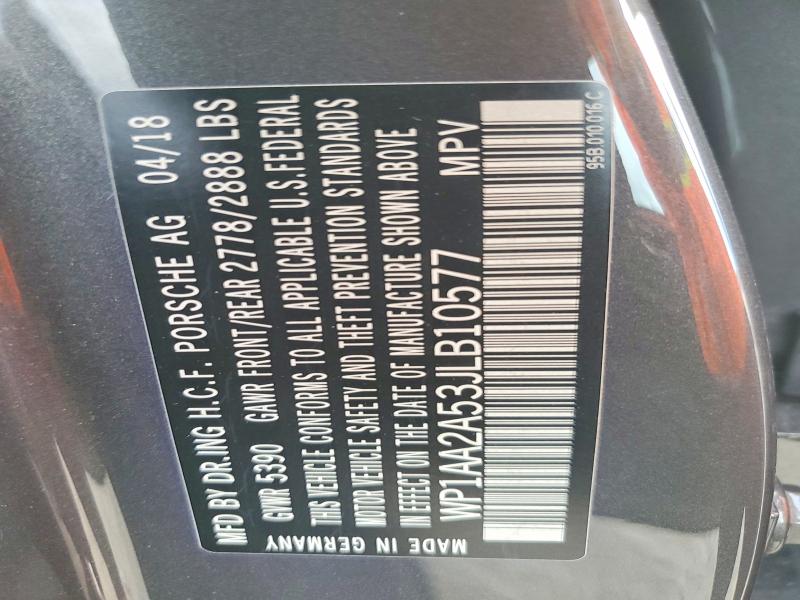 MFD BY DR.ING H.C.F. PORSCHE AG 04/18
GVWR 5390 GAWR FRONT/REAR 2778/2888 LBS
THIS VEHICLE CONFORMS TO ALL APPLICABLE U.S.FEDERAL
MOTOR VEHICLE SAFETY AND THEFT PREVENTION STANDARDS
IN EFFECT ON THE DATE OF MANUFACTURE SHOWN ABOVE
WP1AA2A53JLB10577 MPV
MADE IN GERMANY
95B.010.016.C